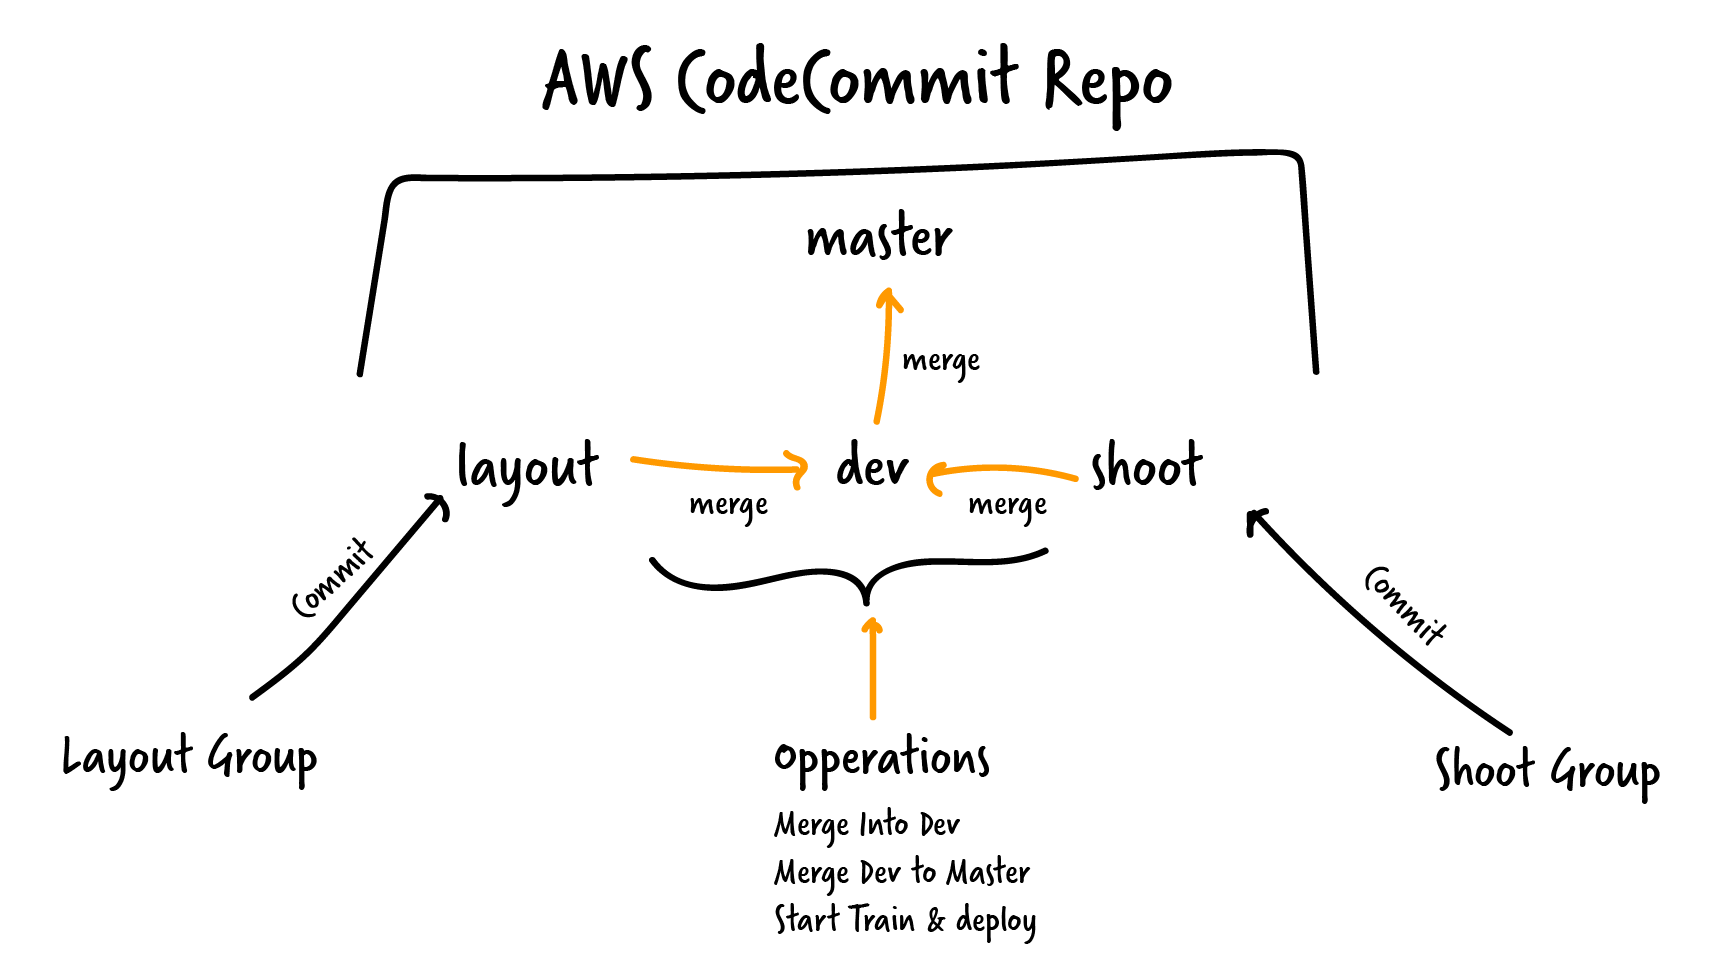 AWS CodeCommit Repo
master
merge
layout
dev
shoot
merge
merge
Commit
Commit
Layout Group
Opperations
Shoot Group
Merge Into Dev
Merge Dev to Master
Start Train & deploy